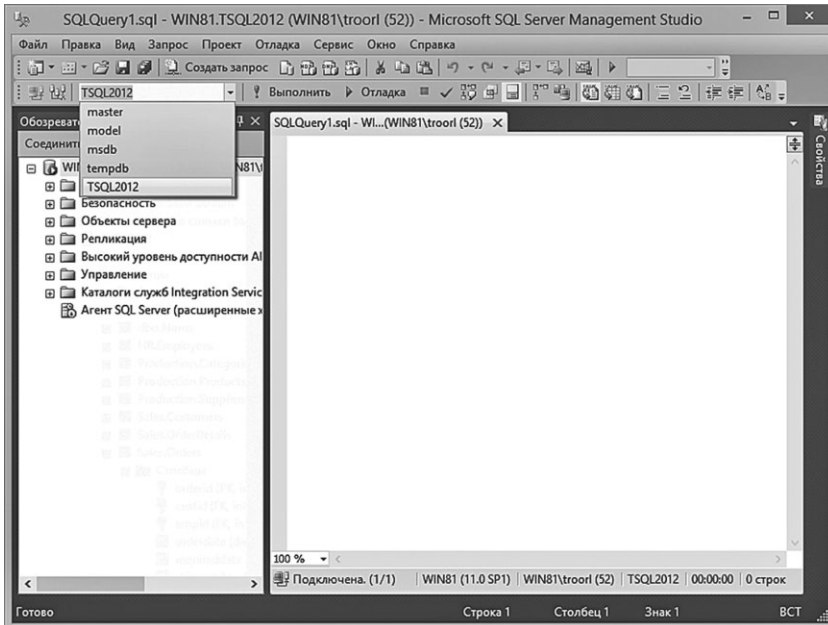 SQLQuery1.sql - WIN81.TSQL2012 (WIN81\troorl (52)) - Microsoft SQL Server Management Studio
Файл Правка Вид Запрос Проект Отладка Сервис Окно Справка
Создать запрос
TSQL2012 Выполнить Отладка
master
model
msdb
tempdb
TSQL2012
Обозреват
Соединит
WI N81\t
Безопасность
Объекты сервера
Репликация
Высокий уровень доступности Al
Управление
Каталоги служб Integration Servic
Агент SQL Server (расширенные
SQLQuery1.sql - WI...(WIN81\troorl (52))
Свойства
100 %
Подключена. (1/1) WIN81 (11.0 SP1) WIN81\troorl (52) TSQL2012 00:00:00 0 строк
Готово Строка 1 Столбец 1 Знак 1 ВСТ